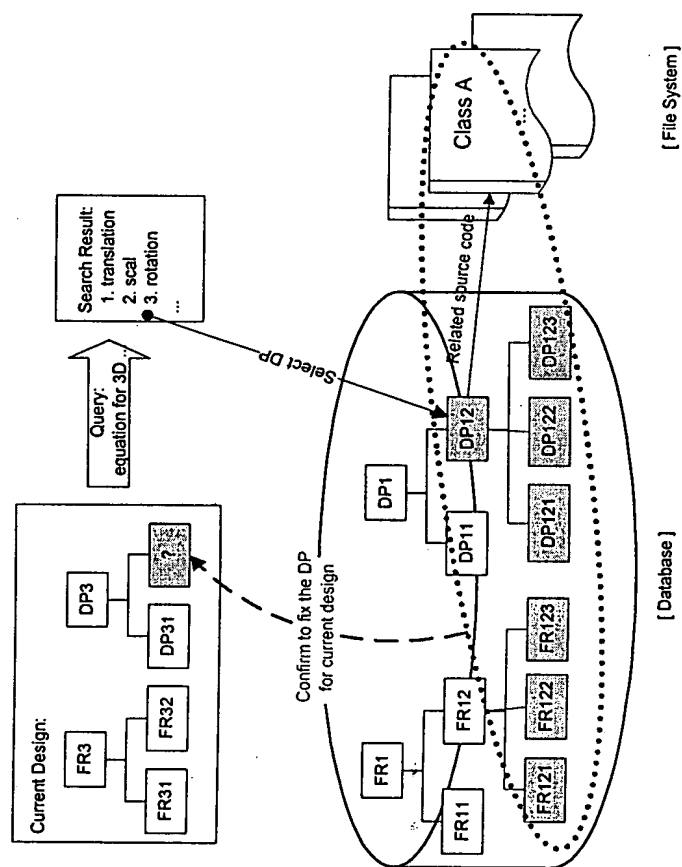 Current Design:
FR3
DP3
FR31
FR32
DP31
?
Query:
equation for 3D ...
Search Result:
1. translation
2. scal
3. rotation
...
Select DP
Confirm to fix the DP
for current design
Related source code
FR1
DP1
FR11
FR12
DP11
DP12
FR121
FR122
FR123
DP121
DP122
DP123
Class A
...
[ Database ]
[ File System ]